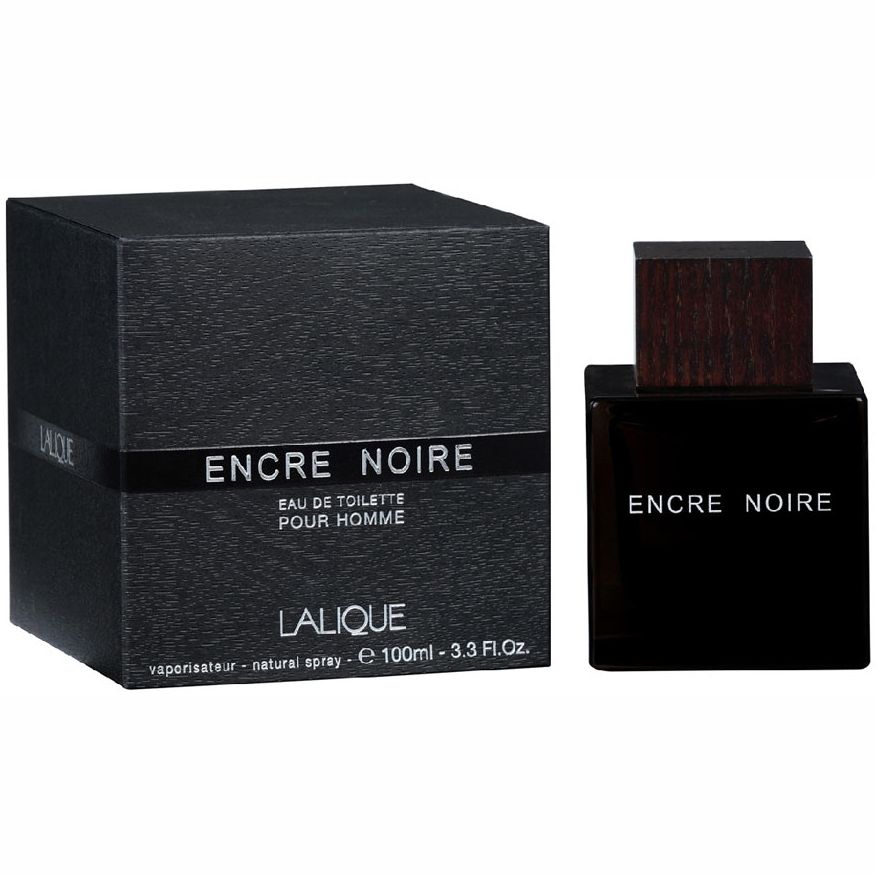 LALIQUE
ENCRE NOIRE
EAU DE TOILETTE
POUR HOMME
LALIQUE
vaporisateur - natural spray - ℮ 100ml - 3.3 Fl.Oz.
ENCRE NOIRE